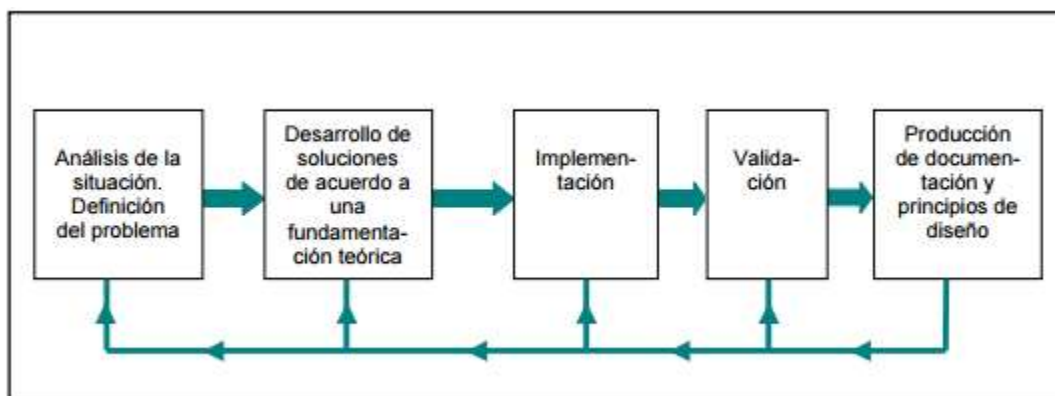 Análisis de la
situación.
Definición
del problema
Desarrollo de
soluciones
de acuerdo a
una
fundamenta-
ción teórica
Implemen-
tación
Valida-
ción
Producción
de documen-
tación y
principios de
diseño